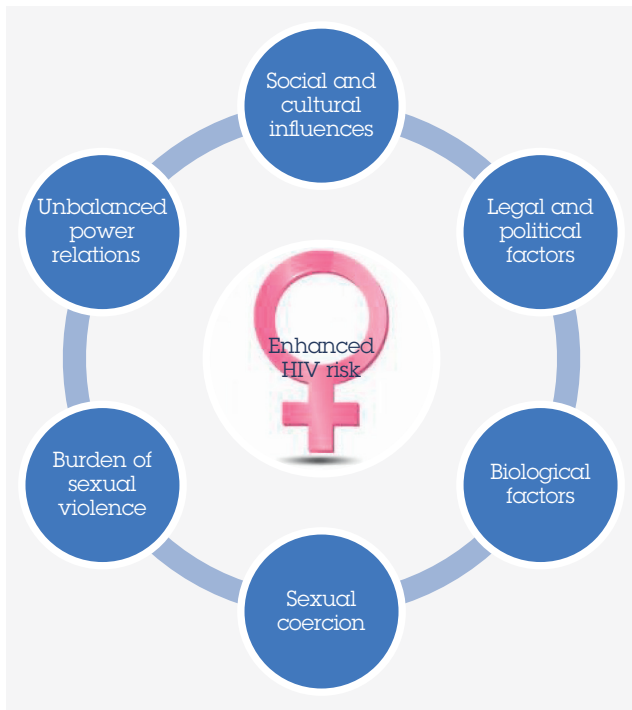 Social and
cultural
influences
Legal and
political
factors
Biological
factors
Sexual
coercion
Burden of
sexual
violence
Unbalanced
power
relations
Enhanced
HIV risk